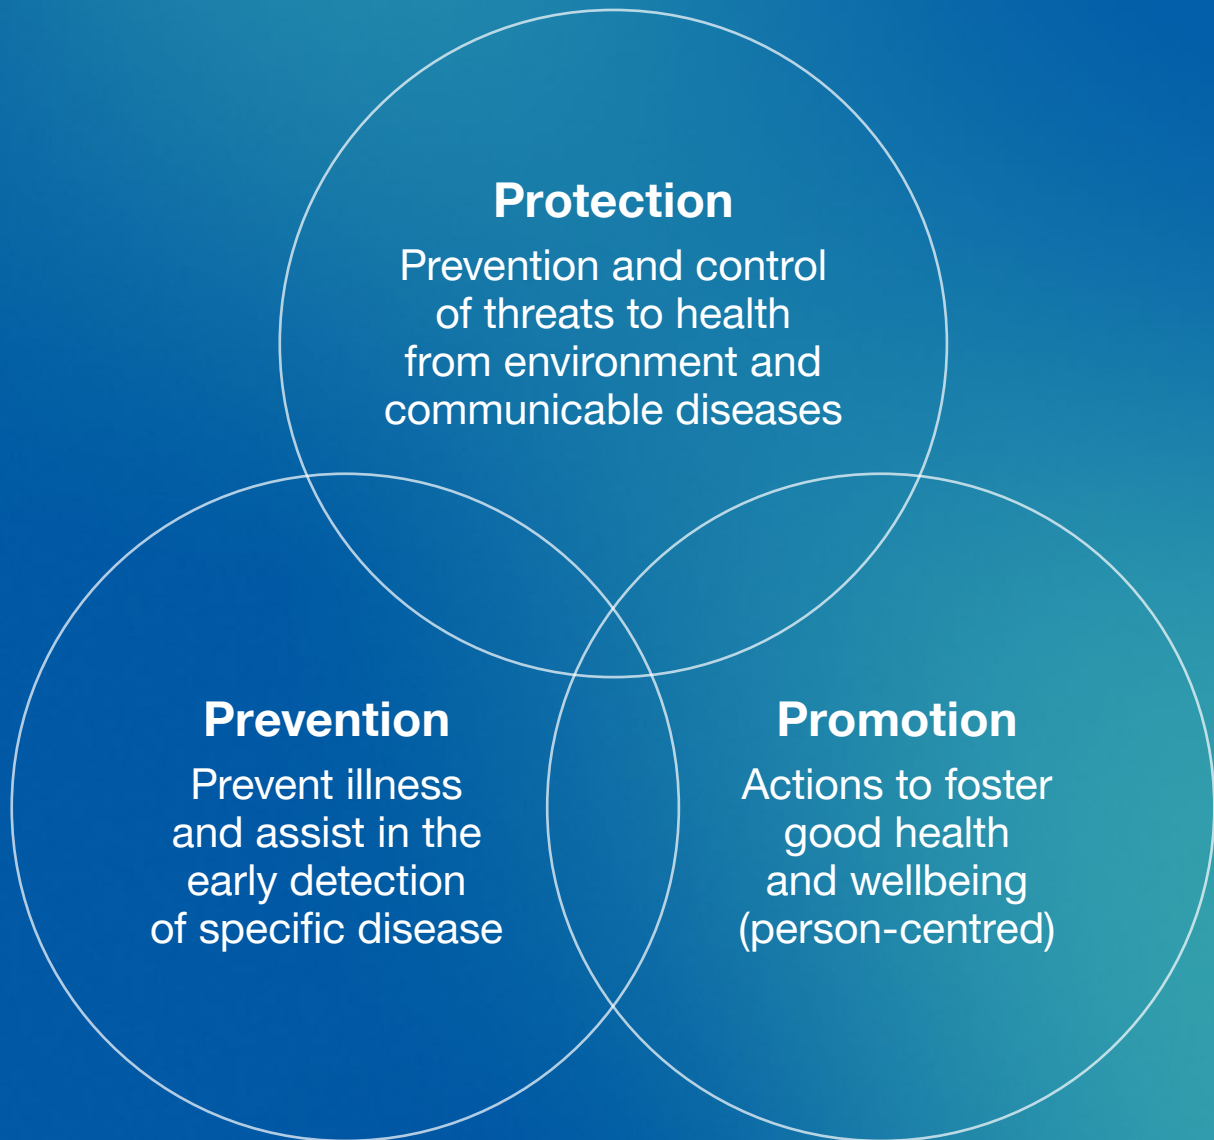 Protection
Prevention and control
of threats to health
from environment and
communicable diseases
Prevention
Prevent illness
and assist in the
early detection
of specific disease
Promotion
Actions to foster
good health
and wellbeing
(person-centred)